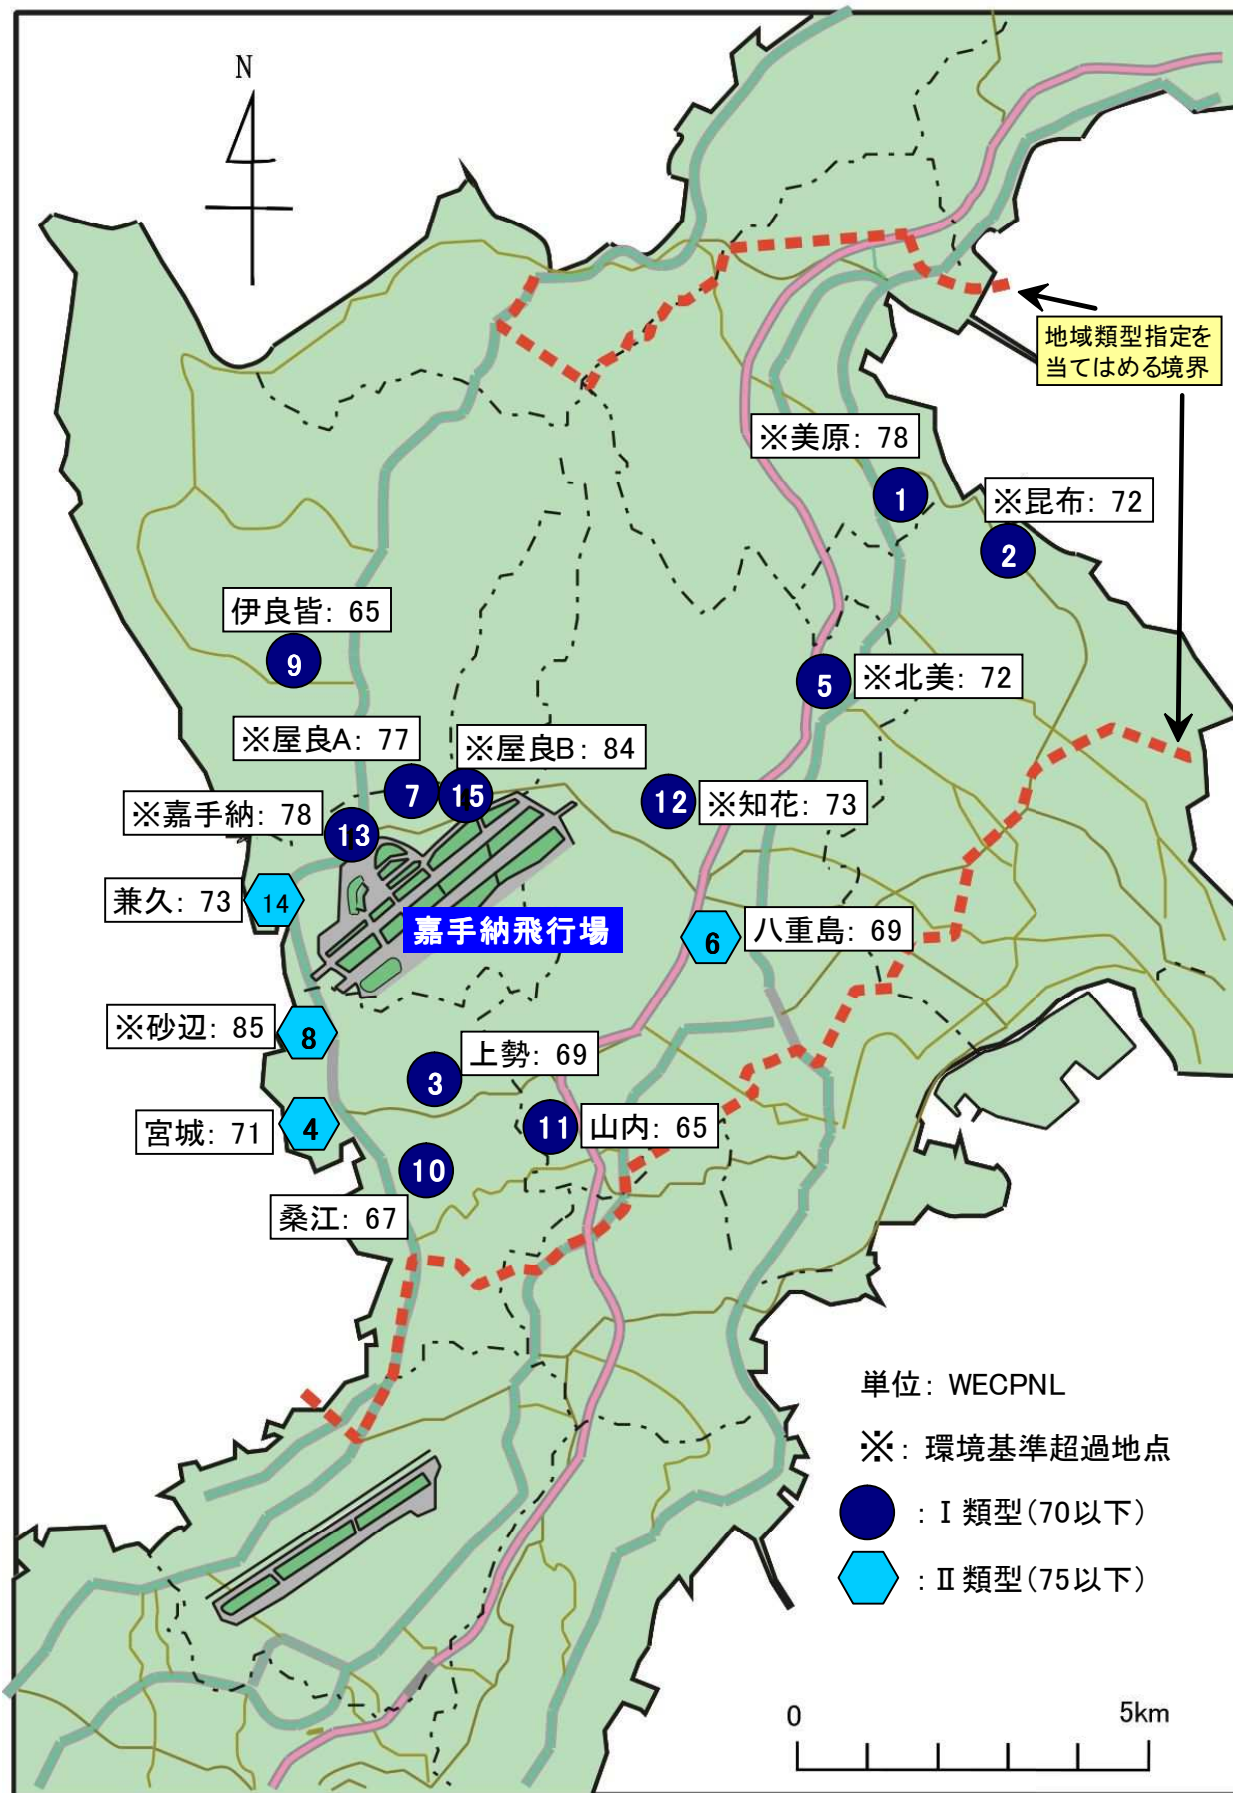 N
地域類型指定を
当てはめる境界
※美原: 78
1
※昆布: 72
2
伊良皆: 65
9
※北美: 72
5
※屋良A: 77
7
※屋良B: 84
15
12
※知花: 73
※嘉手納: 78
13
兼久: 73
14
嘉手納飛行場
6
八重島: 69
※砂辺: 85
8
上勢: 69
3
宮城: 71
4
11
山内: 65
10
桑江: 67
単位: WECPNL
※: 環境基準超過地点
: Ⅰ類型(70以下)
: Ⅱ類型(75以下)
0 5km